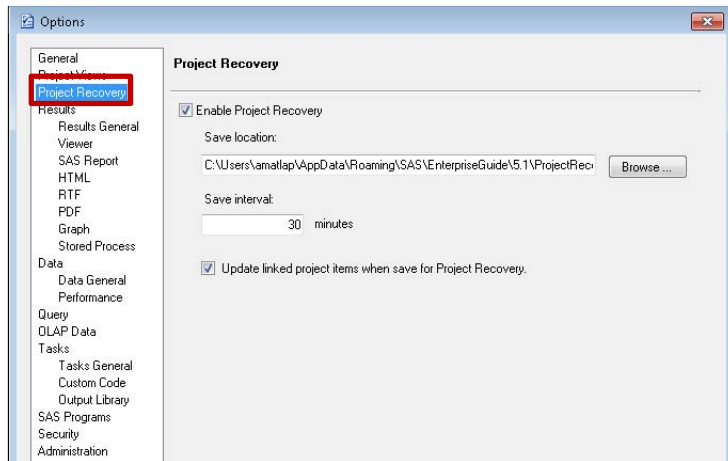 Options
General
Project Views
Project Recovery
Results
Results General
Viewer
SAS Report
HTML
RTF
PDF
Graph
Stored Process
Data
Data General
Performance
Query
OLAP Data
Tasks
Tasks General
Custom Code
Output Library
SAS Programs
Security
Administration
Project Recovery
Enable Project Recovery
Save location:
C:\Users\amatlap\AppData\Roaming\SAS\EnterpriseGuide\5.1\ProjectRec
Browse ...
Save interval:
30 minutes
Update linked project items when save for Project Recovery.